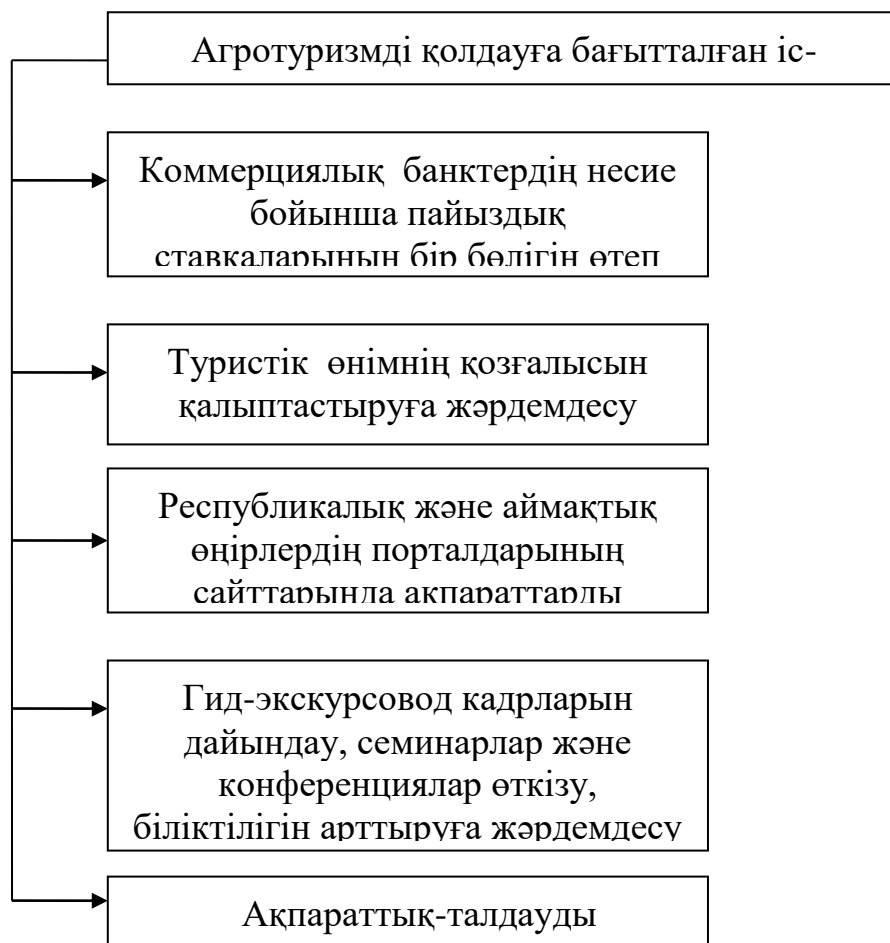 Агротуризмді қолдауға бағытталған іс-
Коммерциялық банктердің несие
бойынша пайыздық
ставкаларының бір бөлігін өтеп
Туристік өнімнің қозғалысын
қалыптастыруға жәрдемдесу
Республикалық және аймақтық
өңірлердің порталдарының
сайттарында ақпараттарды
Гид-экскурсовод кадрларын
дайындау, семинарлар және
конференциялар өткізу,
біліктілігін арттыруға жәрдемдесу
Ақпараттық-талдауды